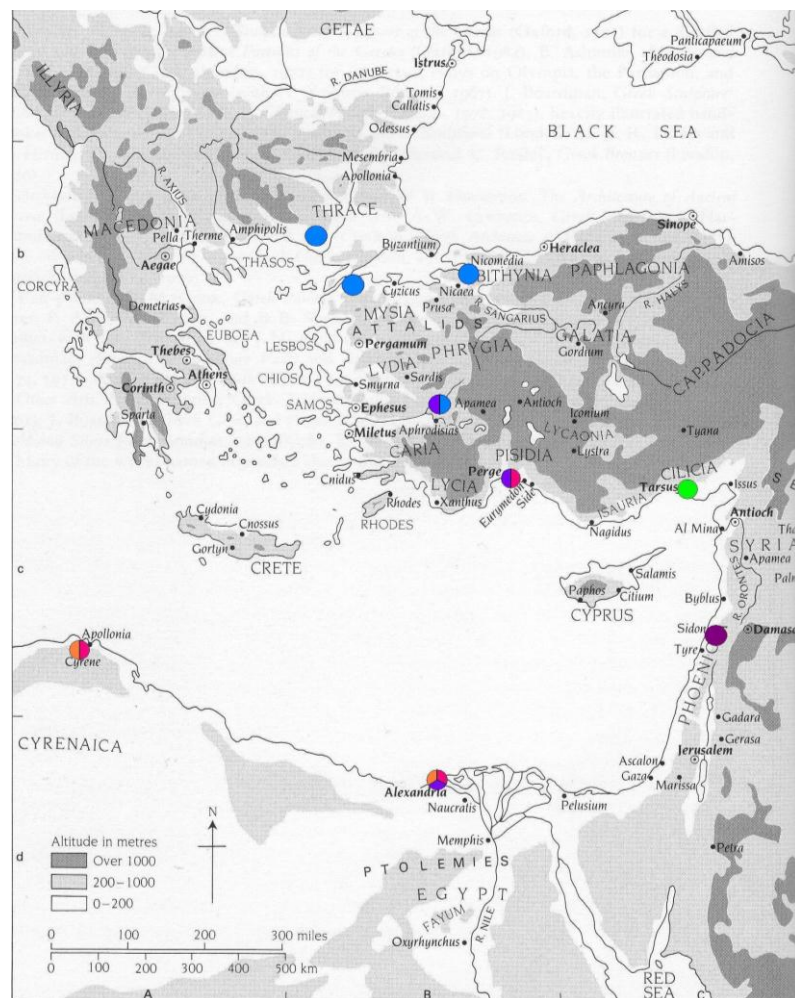 GETAE
Istrus
Panlicapaeum
Theodosia
ILLYRIA
R. DANUBE
Tomis
Callatis
Odessus
BLACK SEA
Mesembria
Apollonia
R. AXIUS
THRACE
MACEDONIA
Pella
Therme
Amphipolis
Byzantium
Sinope
Heraclea
b
Aegae
THASOS
Nicomedia
BITHYNIA
PAPHLAGONIA
Amisos
CORCYRA
Cyzicus
Nicaea
Prusa
R. SANGARIUS
Ancyra
R. HALYS
Demetrias
MYSIA
ATTALIDS
GALATIA
Gordium
EUBOEA
LESBOS
Pergamum
PHRYGIA
CAPPADOCIA
Thebes
LYDIA
Athens
CHIOS
Smyrna
Sardis
Corinth
SAMOS
Ephesus
Apamea
Antioch
Iconium
Sparta
Miletus
Aphrodisias
LYCAONIA
Tyana
CARIA
PISIDIA
Lystra
Cnidus
Perge
CILICIA
LYCIA
Tarsus
Issus
Rhodes
Xanthus
Eurymedon
Side
ISAURIA
Cydonia
RHODES
Nagidus
Antioch
Cnossus
Al Mina
SYRIA
Gortyn
CRETE
Apamea
c
Salamis
R. ORONTES
Paphos
Citium
Byblus
CYPRUS
Apollonia
Sidon
Cyrene
Tyre
PHOENIC
Gadara
CYRENAICA
Gerasa
Jerusalem
Ascalon
Gaza
Marissa
Alexandria
Naucratis
Pelusium
N
Altitude in metres
Over 1000
200–1000
0–200
Memphis
d
Petra
PTOLEMIES
EGYPT
FAYUM
0 100 200 300 miles
Oxyrhynchus
R. NILE
0 100 200 300 400 500 km
RED
SEA
A
B
C